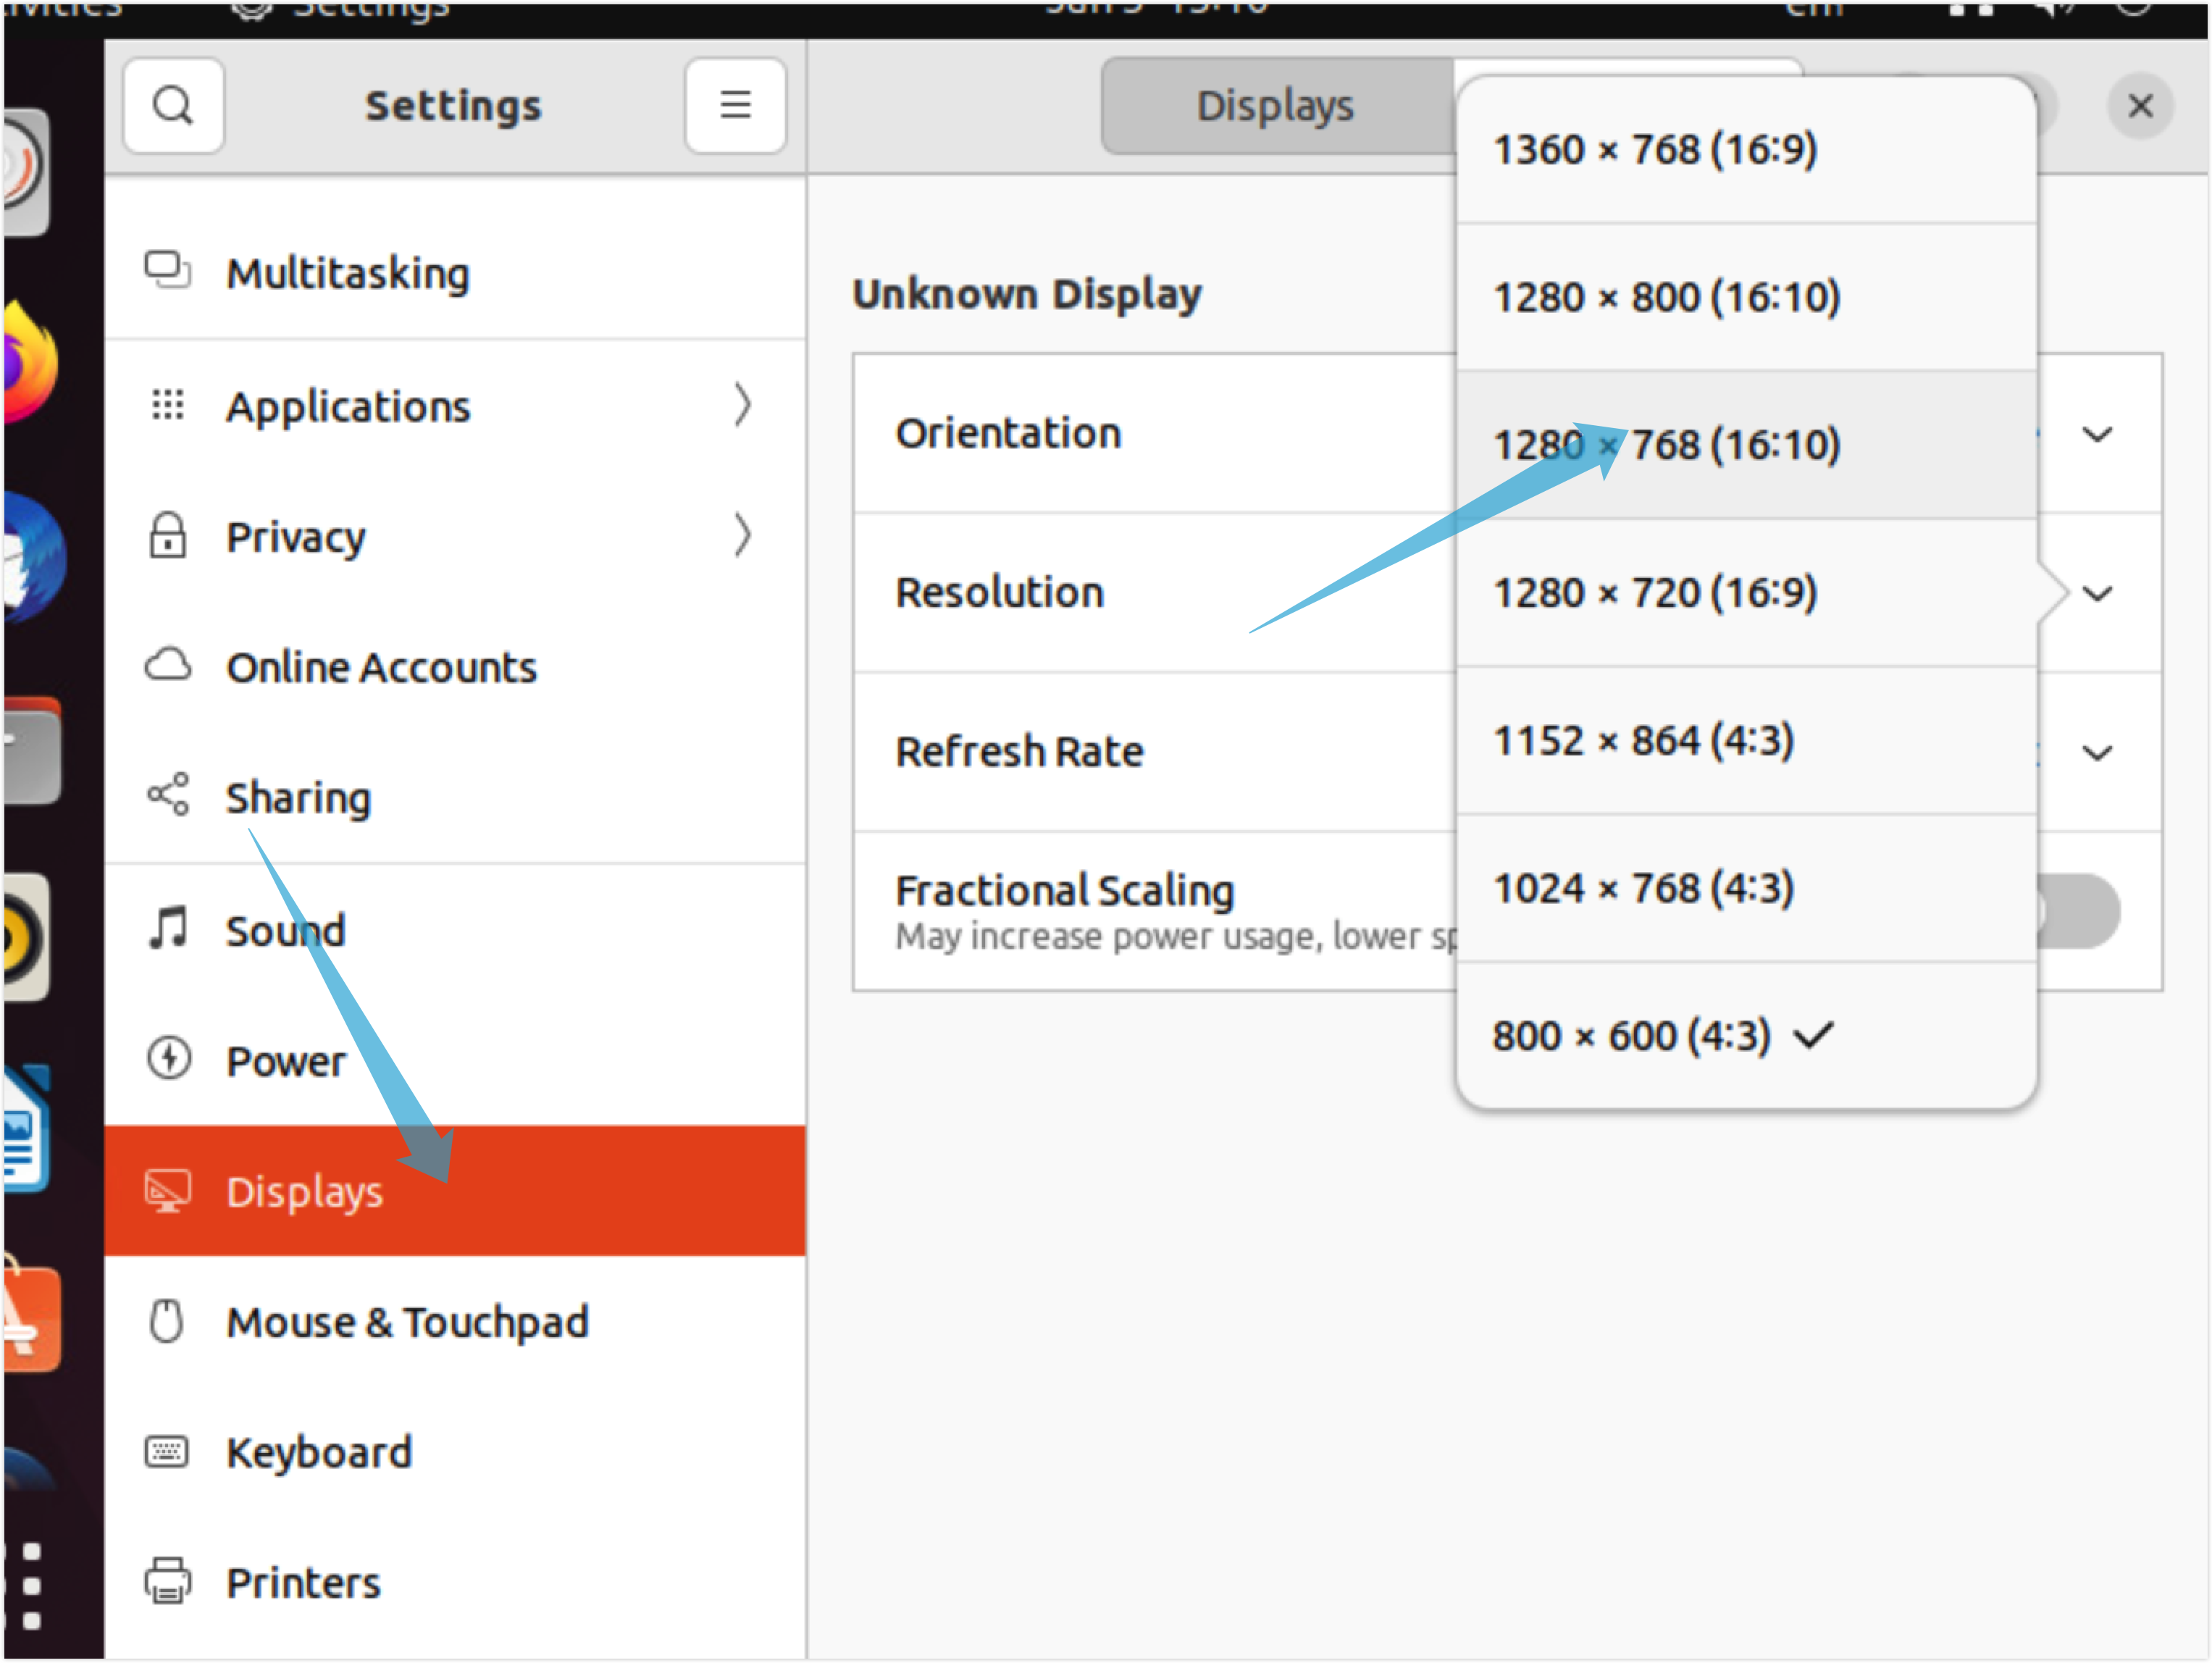 Settings
Settings
Displays
Multitasking
Applications
Privacy
Online Accounts
Sharing
Sound
Power
Displays
Mouse & Touchpad
Keyboard
Printers
Unknown Display
Orientation
Resolution
Refresh Rate
Fractional Scaling
May increase power usage, lower
1360 × 768 (16:9)
1280 × 800 (16:10)
1280 × 768 (16:10)
1280 × 720 (16:9)
1152 × 864 (4:3)
1024 × 768 (4:3)
800 × 600 (4:3)